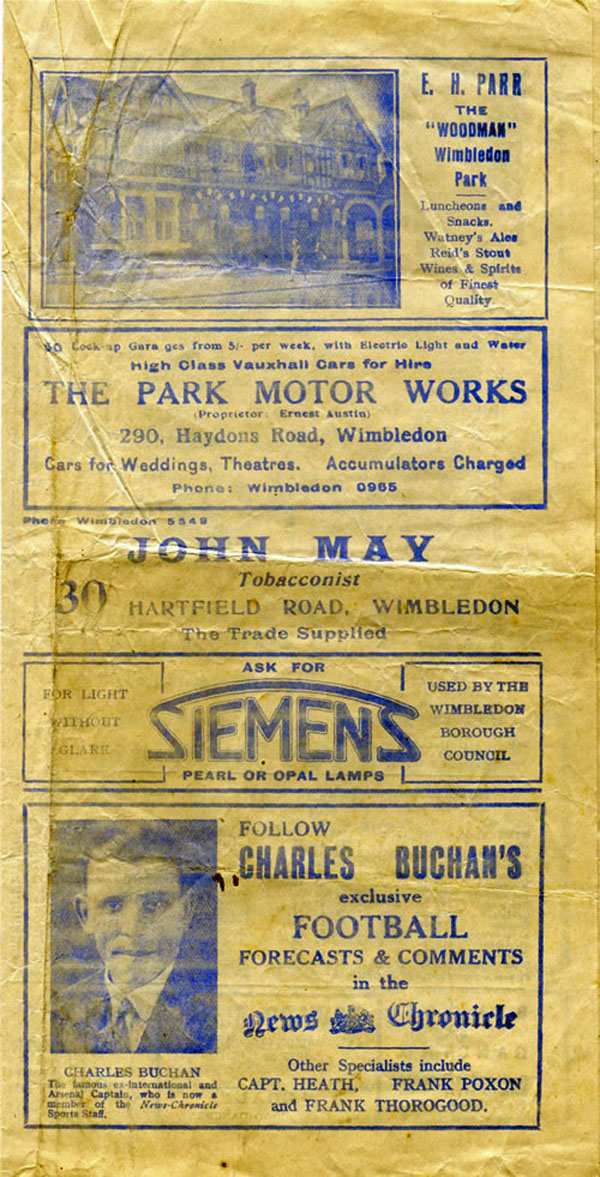 E. H. PARR
THE
"WOODMAN"
Wimbledon
Park
Luncheons and
Snacks.
Watney's Ales
Reid's Stout
Wines & Spirits
of Finest
Quality
50 Lock-up Gara ges from 5/- per week, with Electric Light and Water
High Class Vauxhall Cars for Hire
THE PARK MOTOR WORKS
(Proprietor: Ernest Austin)
290, Haydons Road, Wimbledon
Cars for Weddings, Theatres. Accumulators Charged
Phone: Wimbledon 0965
Phone Wimbledon 5549
JOHN MAY
Tobacconist
30 HARTFIELD ROAD, WIMBLEDON
The Trade Supplied
ASK FOR
FOR LIGHT
WITHOUT
GLARE
SIEMENS
USED BY THE
WIMBLEDON
BOROUGH
COUNCIL
PEARL OR OPAL LAMPS
FOLLOW
CHARLES BUCHAN'S
exclusive
FOOTBALL
FORECASTS & COMMENTS
in the
News Chronicle
Other Specialists include
CAPT. HEATH, FRANK POXON
and FRANK THOROGOOD.
CHARLES BUCHAN
The famous ex-international and
Arsenal Captain, who is now a
member of the News-Chronicle
Sports Staff.